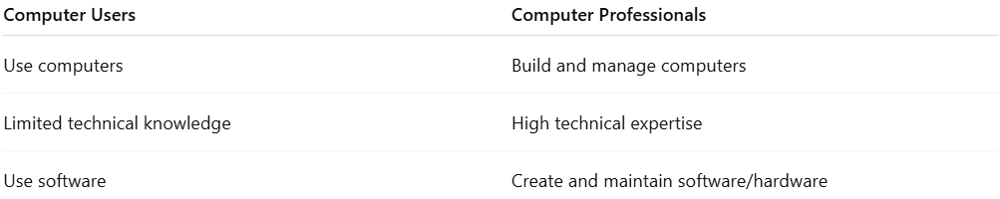 Computer Users Computer Professionals
Use computers Build and manage computers
Limited technical knowledge High technical expertise
Use software Create and maintain software/hardware